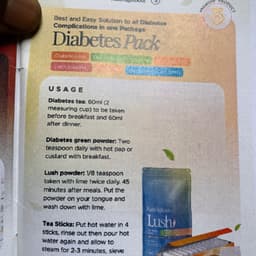 Best and Easy Solution to all Diabetes
Complications in one Package
Diabetes Pack
USAGE
Diabetes tea: 60ml (2
measuring cup) to be taken
before breakfast and 60ml
after dinner.
Diabetes green powder: Two
teaspoon daily with hot pap or
custard with breakfast.
Lush powder: 1/8 teaspoon
taken with lime twice daily. 45
minutes after meals. Put the
powder on your tongue and
wash down with lime.
Lush
Tea Sticks: Put hot water in 4
sticks, rinse out then pour hot
water again and allow to
steam for 2-3 minutes, sieve